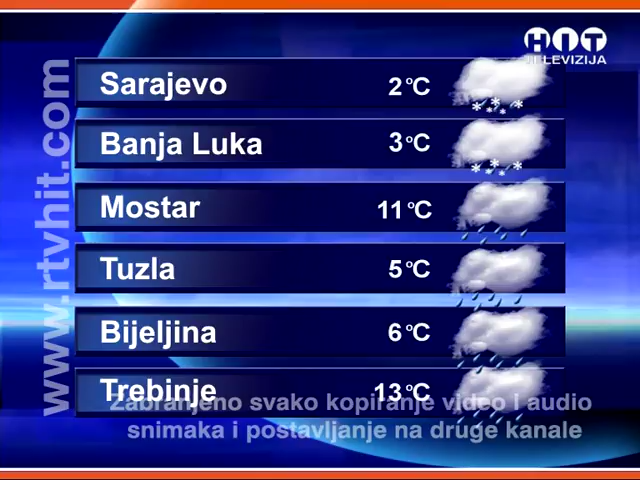 HIT
TELEVIZIJA
www.rtvhit.com
Sarajevo 2°C
Banja Luka 3°C
Mostar 11°C
Tuzla 5°C
Bijeljina 6°C
Trebinje 13°C
Zabranjeno svako kopiranje video i audio
snimaka i postavljanje na druge kanale